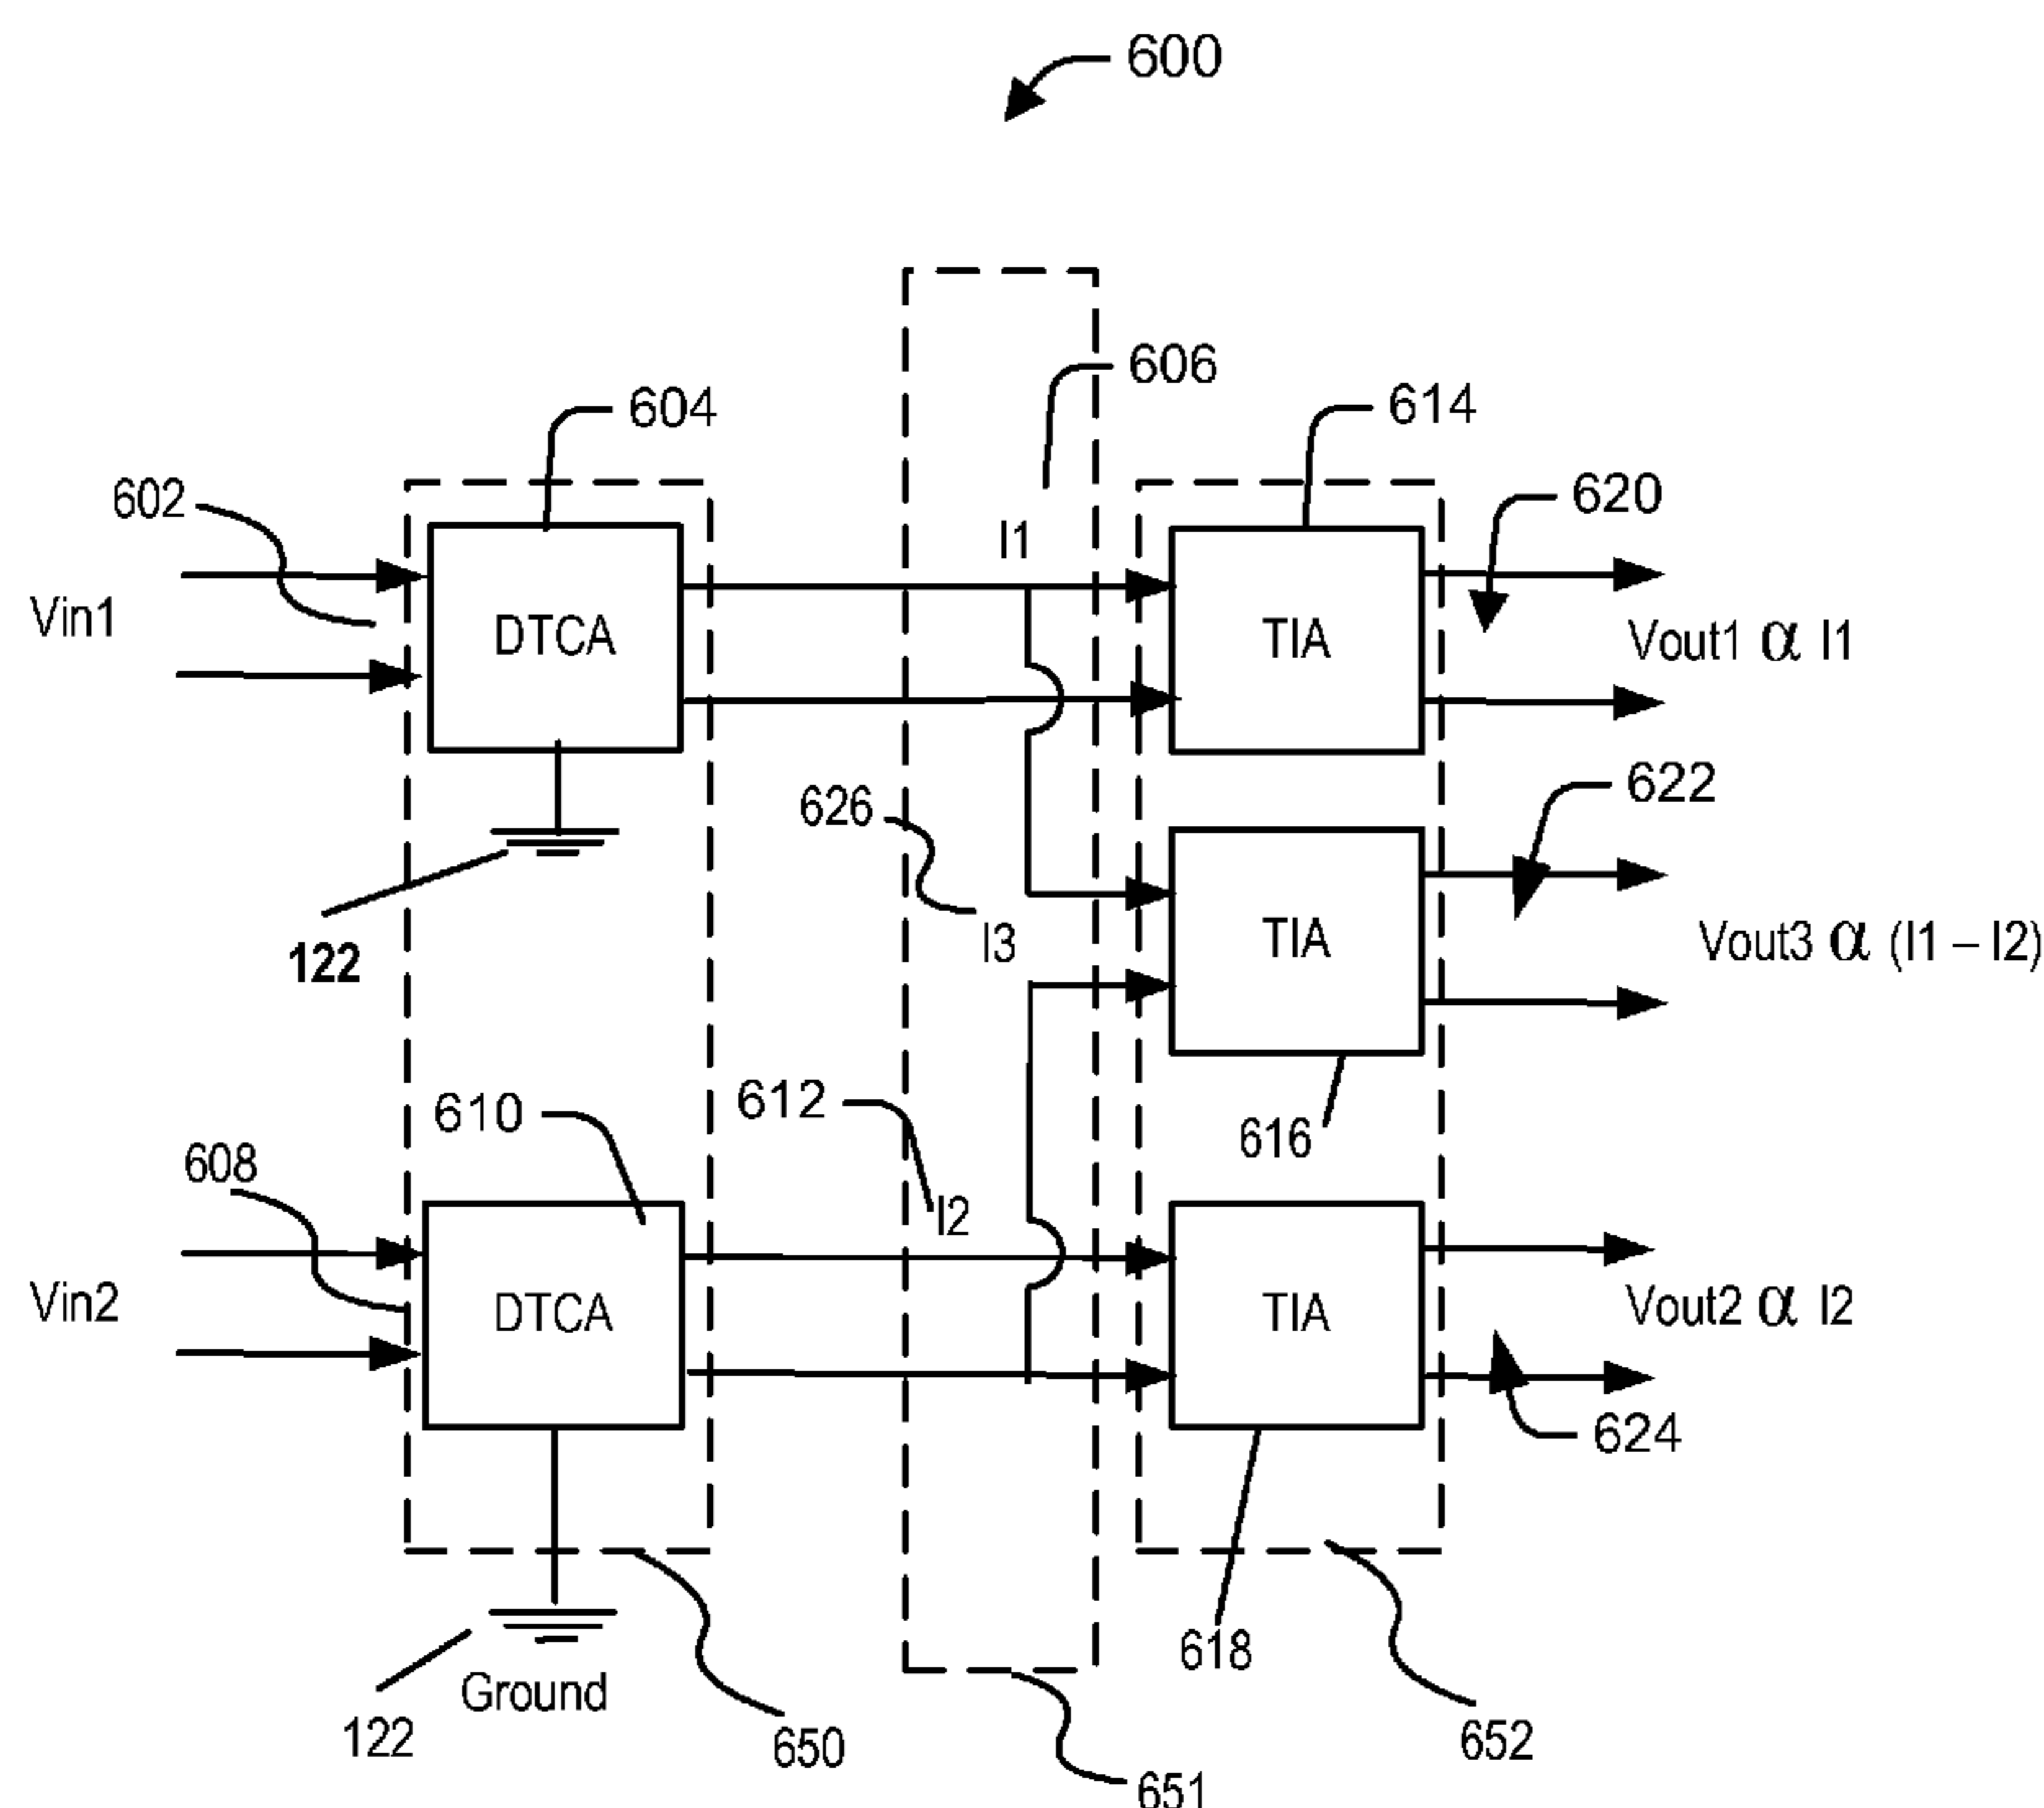 600
606
604
614
602
620
I1
Vin1
DTCA
TIA
Vout1 α I1
626
622
122
I3
TIA
Vout3 α (I1 – I2)
610
612
616
608
I2
Vin2
DTCA
TIA
Vout2 α I2
624
618
Ground
122
650
652
651